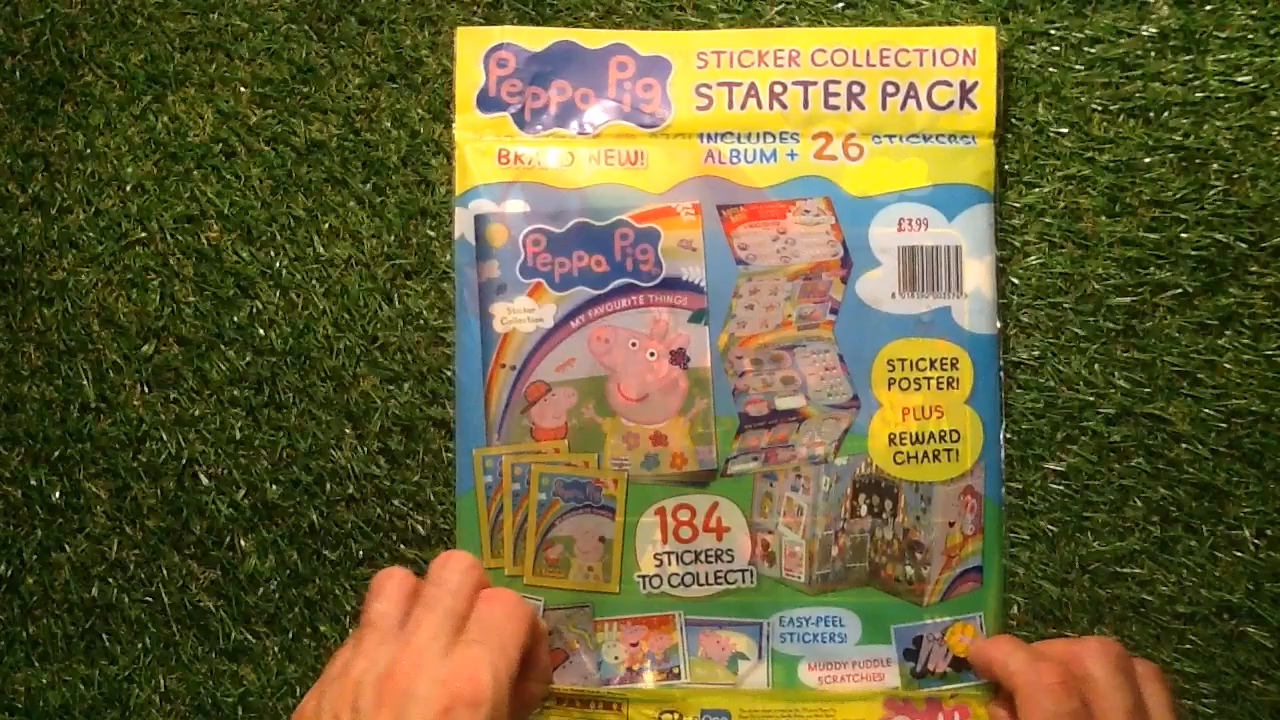 Peppa Pig
STICKER COLLECTION
STARTER PACK
INCLUDES
ALBUM + 26 STICKERS!
BRAND NEW!
£3.99
Peppa Pig
Sticker
Collection
MY FAVOURITE THINGS
STICKER
POSTER!
PLUS
REWARD
CHART!
184
STICKERS
TO COLLECT!
EASY-PEEL
STICKERS!
MUDDY PUDDLE
SCRATCHIES!